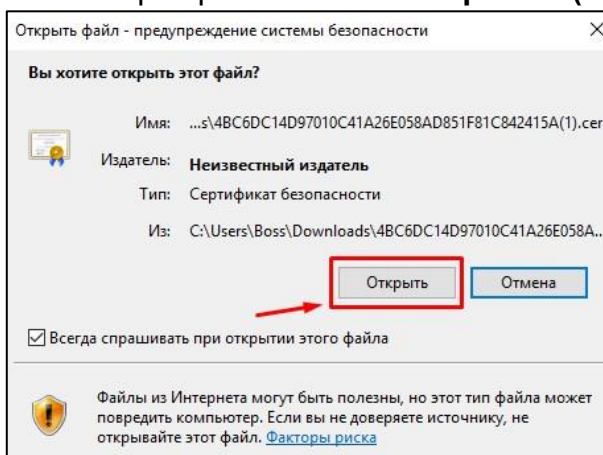 Открыть файл - предупреждение системы безопасности
Вы хотите открыть этот файл?
Имя: ...s\4BC6DC14D97010C41A26E058AD851F81C842415A(1).cer
Издатель: Неизвестный издатель
Тип: Сертификат безопасности
Из: C:\Users\Boss\Downloads\4BC6DC14D97010C41A26E058A...
Открыть Отмена
Всегда спрашивать при открытии этого файла
Файлы из Интернета могут быть полезны, но этот тип файла может
повредить компьютер. Если вы не доверяете источнику, не
открывайте этот файл. Факторы риска